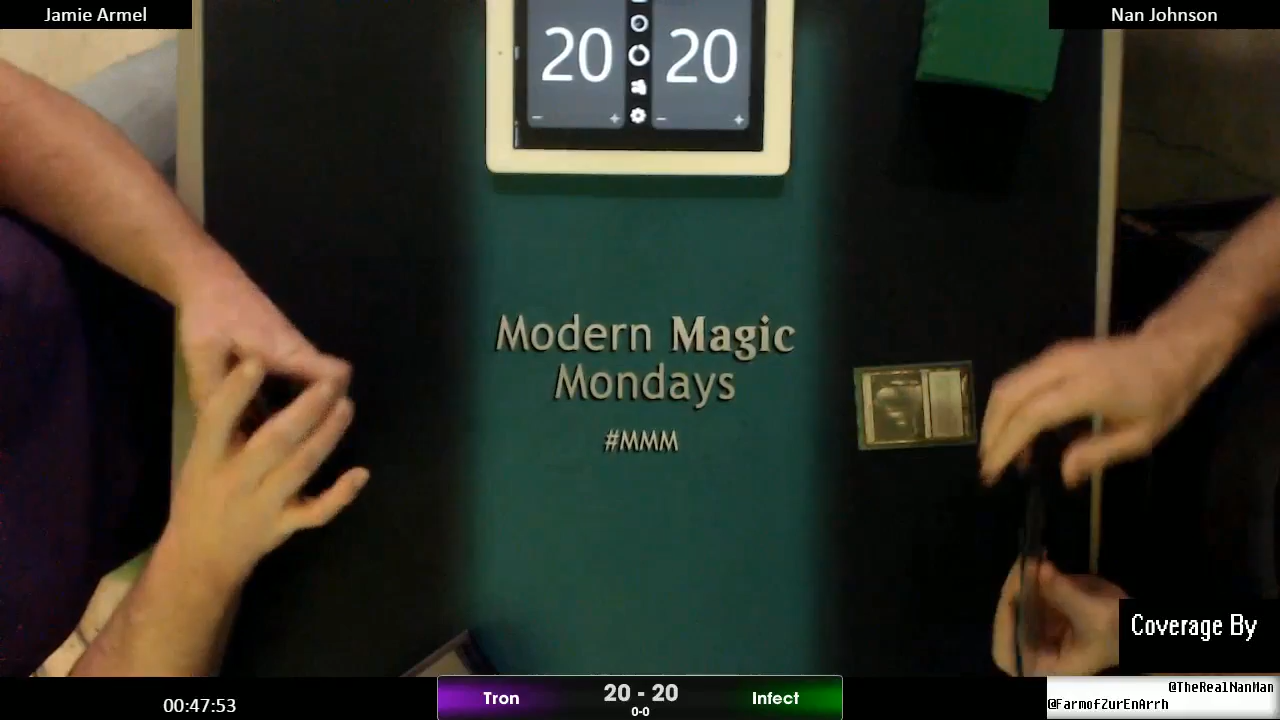 Jamie Armel
Nan Johnson
20
20
- + - +
Modern Magic
Mondays
#MMM
Coverage By
@TheRealNanMan
@FarmofZurEnArrh
00:47:53
Tron
20 - 20
0-0
Infect